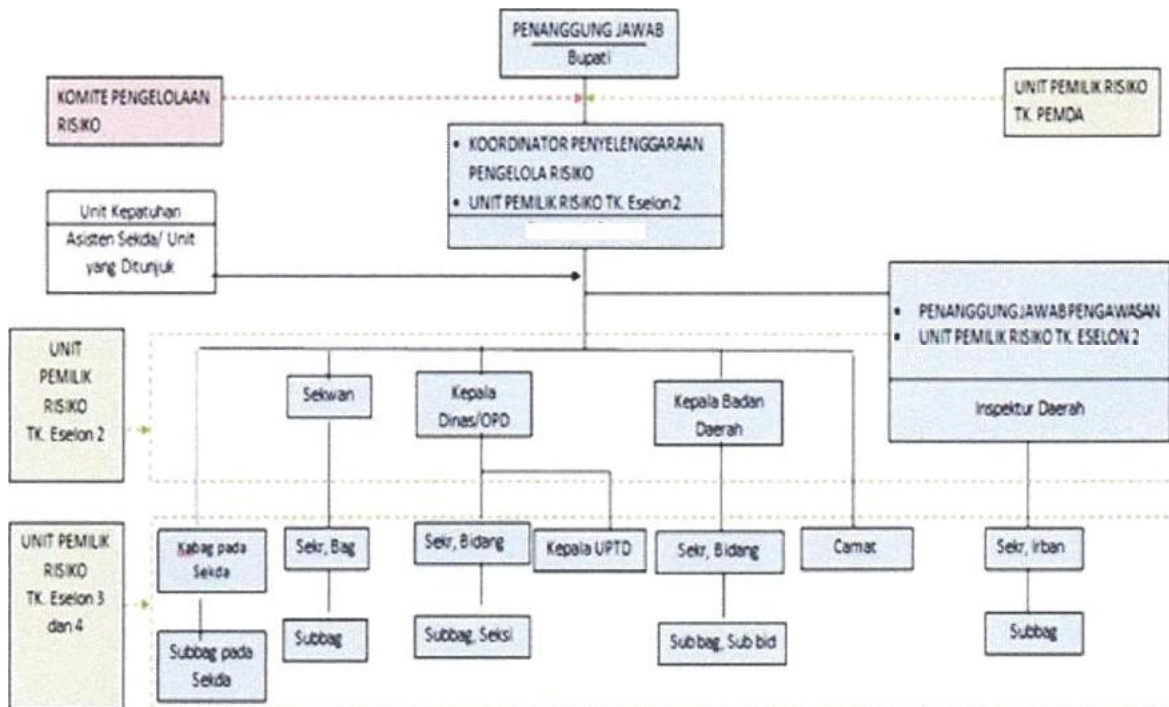 PENANGGUNG JAWAB
Bupati
KOMITE PENGELOLAAN
RISIKO
UNIT PEMILIK RISIKO
TK. PEMDA
• KOORDINATOR PENYELENGGARAAN
PENGELOLA RISIKO
• UNIT PEMILIK RISIKO TK. Eselon 2
Unit Kepatuhan
Asisten Sekda/ Unit
yang Ditunjuk
• PENANGGUNG JAWAB PENGAWASAN
• UNIT PEMILIK RISIKO TK. ESELON 2
Inspektur Daerah
UNIT
PEMILIK
RISIKO
TK. Eselon 2
Sekwan
Kepala
Dinas/OPD
Kepala Badan
Daerah
UNIT PEMILIK
RISIKO
TK. Eselon 3
dan 4
Kabag pada
Sekda
Sekr, Bag
Sekr, Bidang
Kepala UPTD
Sekr, Bidang
Camat
Sekr, Irban
Subbag pada
Sekda
Subbag
Subbag, Seksi
Sub bag, Sub bid
Subbag